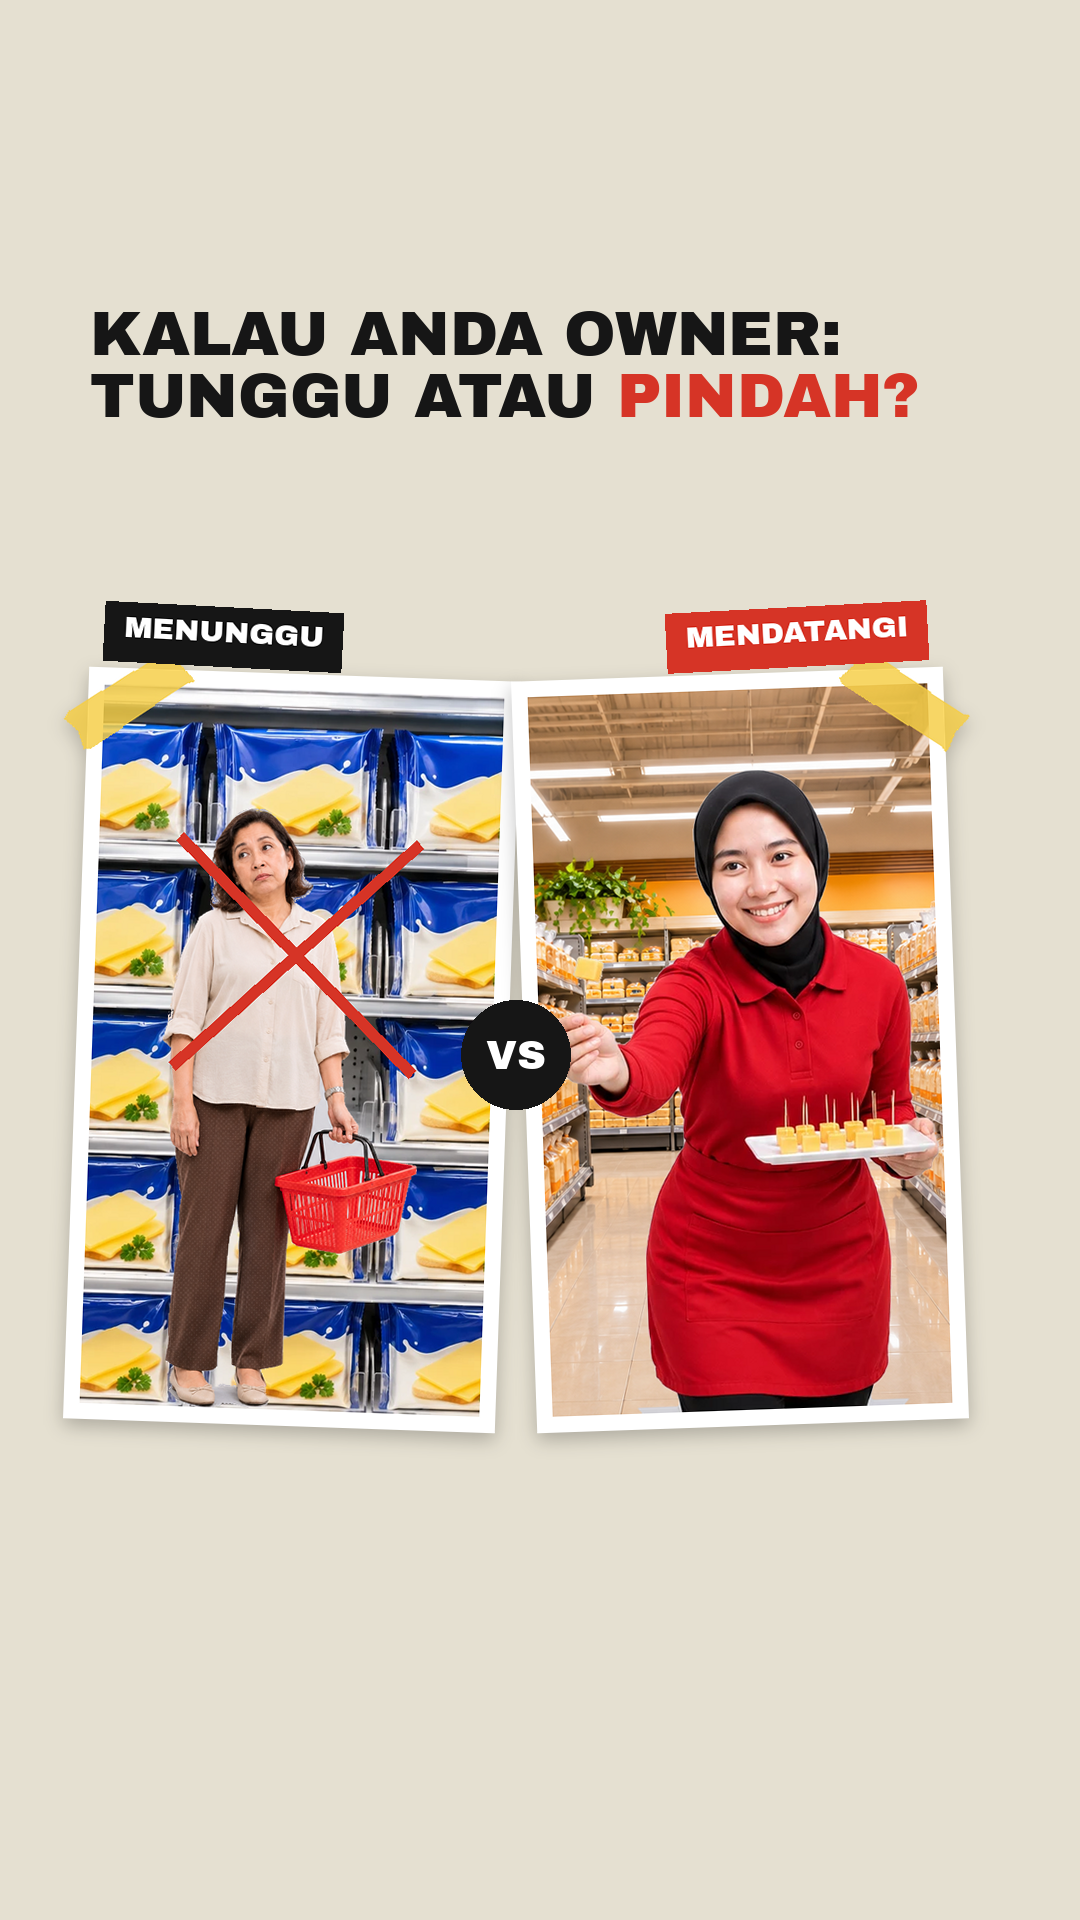 KALAU ANDA OWNER:
TUNGGU ATAU PINDAH?
MENUNGGU
MENDATANGI
VS